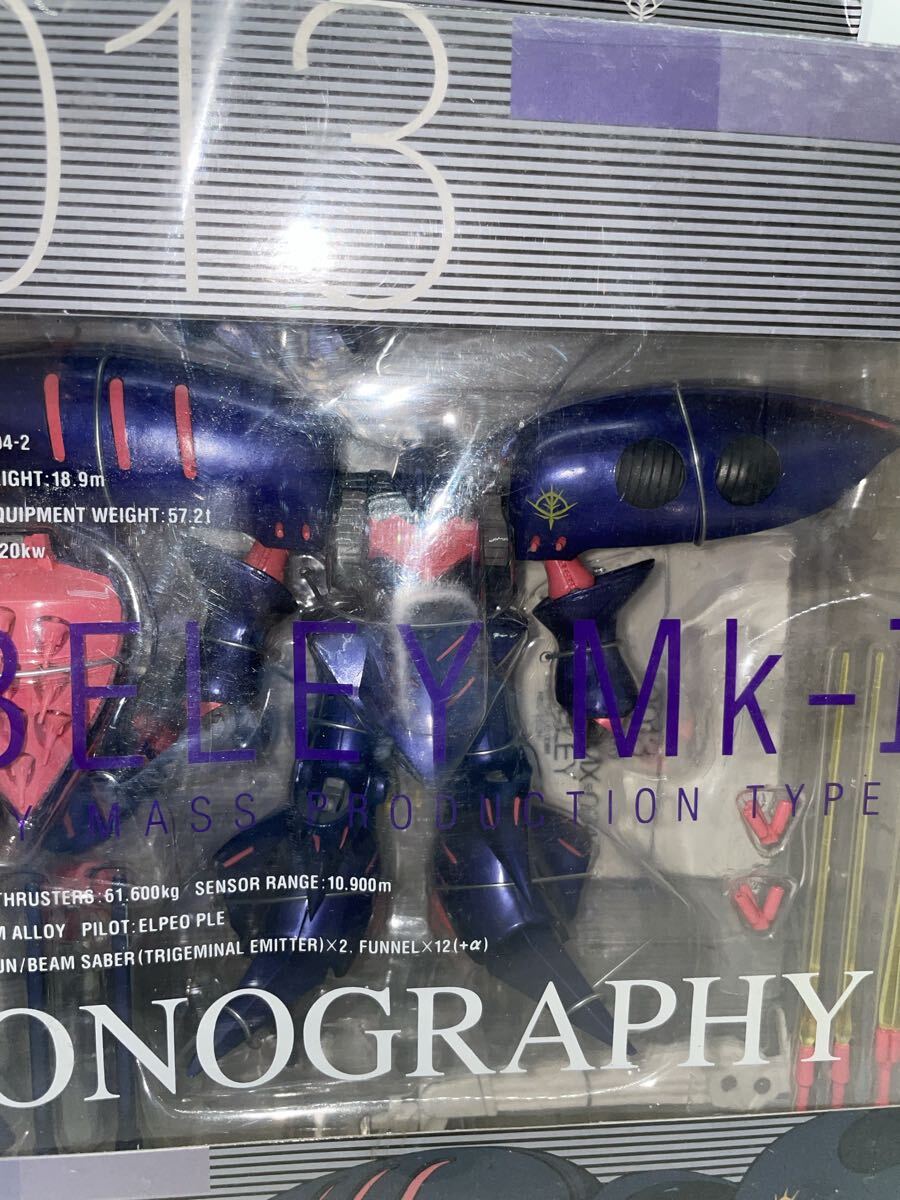 013
04-2
IGHT:18.9m
QUIPMENT WEIGHT:57.2t
20kw
BELEY Mk-I
Y MASS PRODUCTION TYPE
THRUSTERS:61.600kg SENSOR RANGE:10.900m
M ALLOY PILOT:ELPEO PLE
UN/BEAM SABER(TRIGEMINAL EMITTER)×2, FUNNEL×12(+α)
ONOGRAPHY